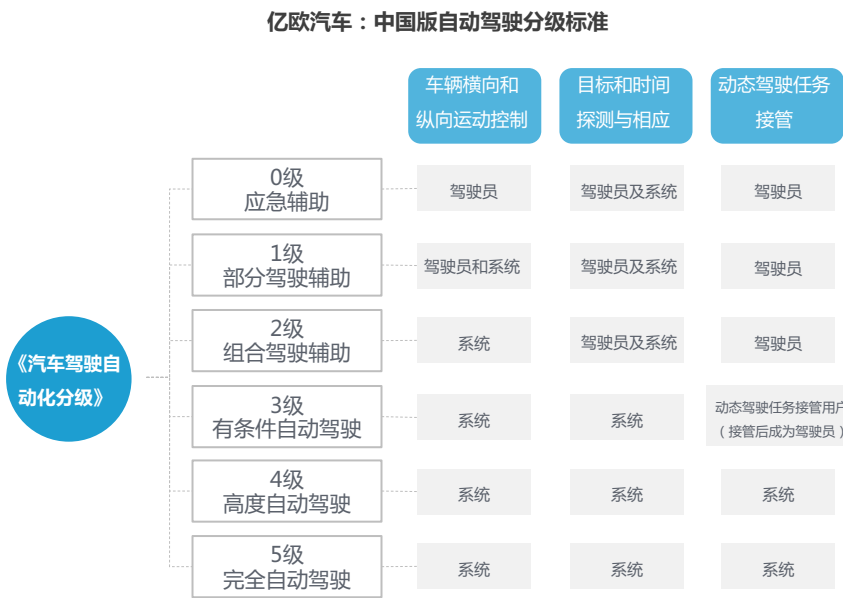 亿欧汽车：中国版自动驾驶分级标准
车辆横向和
纵向运动控制
目标和时间
探测与相应
动态驾驶任务
接管
《汽车驾驶自
动化分级》
0级
应急辅助
驾驶员
驾驶员及系统
驾驶员
1级
部分驾驶辅助
驾驶员和系统
驾驶员及系统
驾驶员
2级
组合驾驶辅助
系统
驾驶员及系统
驾驶员
3级
有条件自动驾驶
系统
系统
动态驾驶任务接管用户
（接管后成为驾驶员）
4级
高度自动驾驶
系统
系统
系统
5级
完全自动驾驶
系统
系统
系统